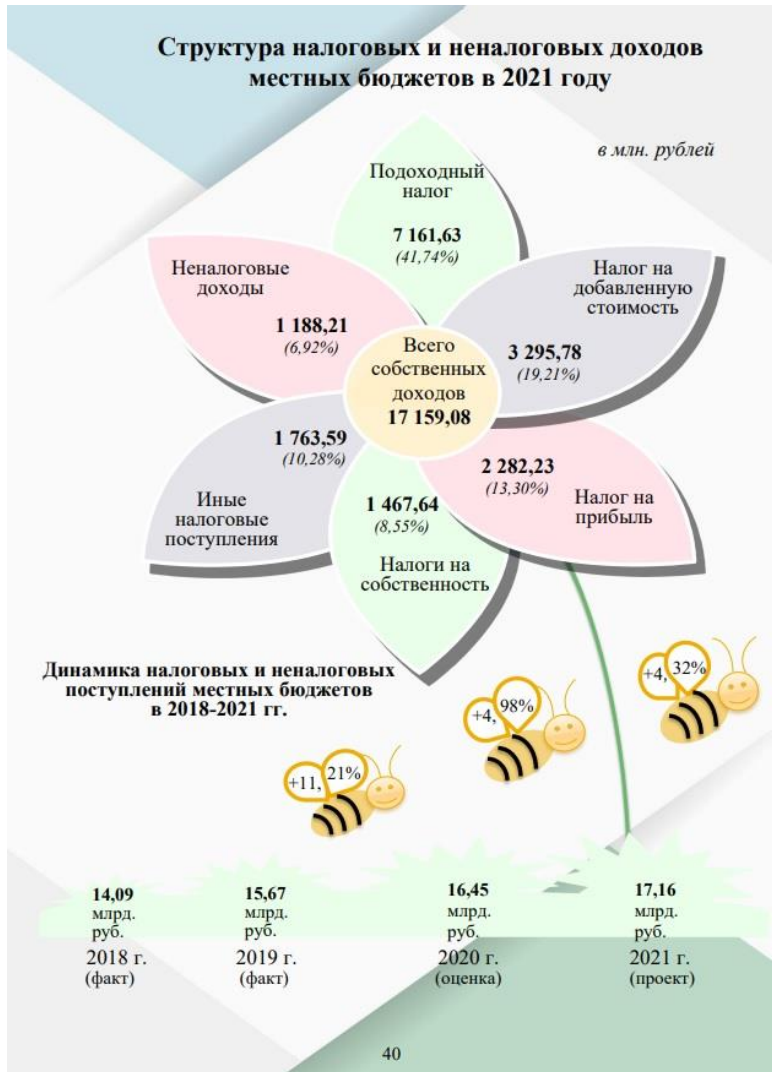 Структура налоговых и неналоговых доходов
местных бюджетов в 2021 году
в млн. рублей
Подоходный
налог
7 161,63
(41,74%)
Неналоговые
доходы
1 188,21
(6,92%)
Налог на
добавленную
стоимость
3 295,78
(19,21%)
Всего
собственных
доходов
17 159,08
1 763,59
(10,28%)
Иные
налоговые
поступления
1 467,64
(8,55%)
Налоги на
собственность
2 282,23
(13,30%)
Налог на
прибыль
Динамика налоговых и неналоговых
поступлений местных бюджетов
в 2018-2021 гг.
+11, 21%
+4, 98%
+4, 32%
14,09
млрд.
руб.
2018 г.
(факт)
15,67
млрд.
руб.
2019 г.
(факт)
16,45
млрд.
руб.
2020 г.
(оценка)
17,16
млрд.
руб.
2021 г.
(проект)
40